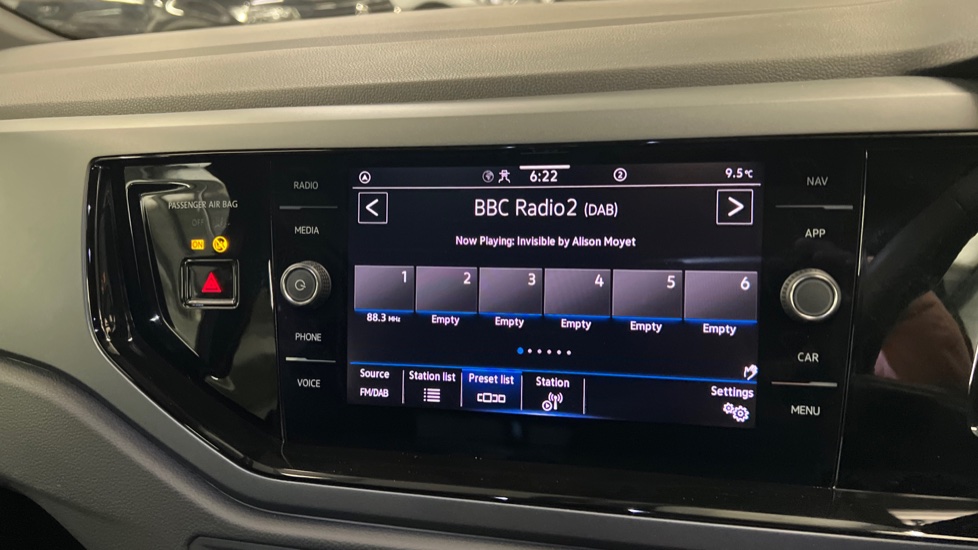 PASSENGER AIR BAG
OFF
ON
RADIO
MEDIA
PHONE
VOICE
6:22
2
9.5°C
< BBC Radio2 (DAB) >
Now Playing: Invisible by Alison Moyet
1 2 3 4 5 6
88.3 MHz Empty Empty Empty Empty Empty
Source Station list Preset list Station Settings
FM/DAB
NAV
APP
CAR
MENU